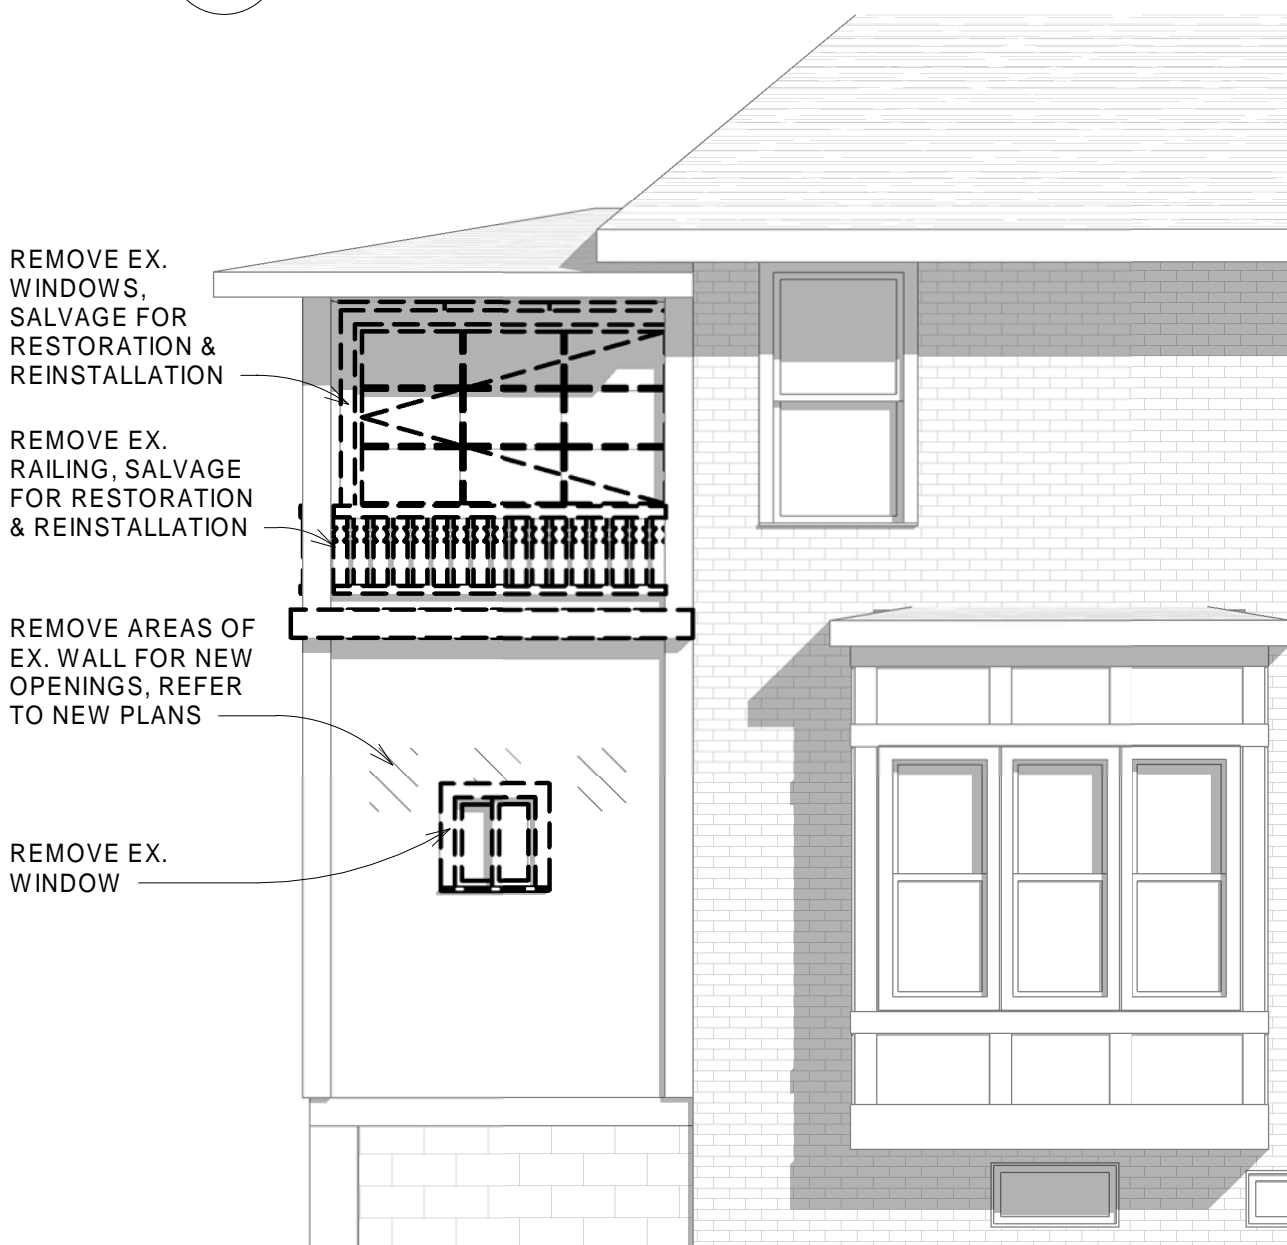 REMOVE EX.
WINDOWS,
SALVAGE FOR
RESTORATION &
REINSTALLATION
REMOVE EX.
RAILING, SALVAGE
FOR RESTORATION
& REINSTALLATION
REMOVE AREAS OF
EX. WALL FOR NEW
OPENINGS, REFER
TO NEW PLANS
REMOVE EX.
WINDOW